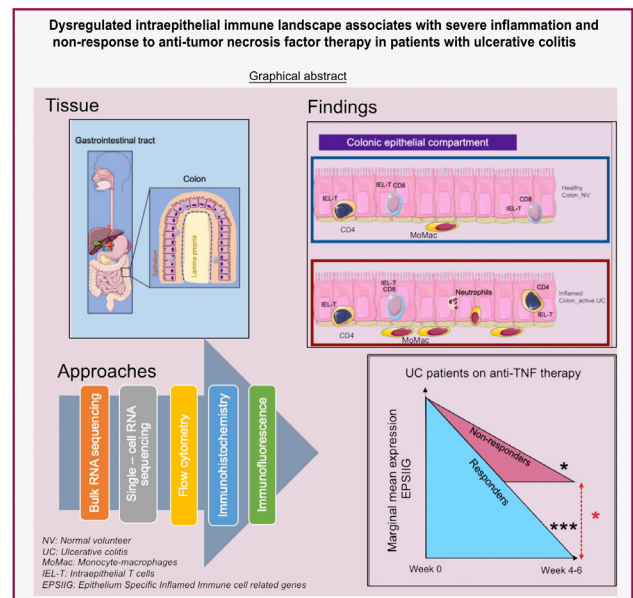 Dysregulated intraepithelial immune landscape associates with severe inflammation and
non-response to anti-tumor necrosis factor therapy in patients with ulcerative colitis
Graphical abstract
Tissue
Gastrointestinal tract
Colon
Epithelium
Lamina propria
Findings
Colonic epithelial compartment
IEL-T
CD4
IEL-T CD8
MoMac
CD8
IEL-T
Healthy
Colon_NV
IEL-T
CD4
IEL-T
CD8
MoMac
Neutrophils
CD4
IEL-T
Inflamed
Colon_active UC
Approaches
Bulk RNA sequencing
Single – cell RNA
sequencing
Flow cytometry
Immunohistochemistry
Immunofluorescence
NV: Normal volunteer
UC: Ulcerative colitis
MoMac: Monocyte-macrophages
IEL-T: Intraepithelial T cells
EPSIIG: Epithelium Specific Inflamed Immune cell related genes
UC patients on anti-TNF therapy
Marginal mean expression
EPSIIG
Non-responders
*
Responders
***
*
Week 0
Week 4-6